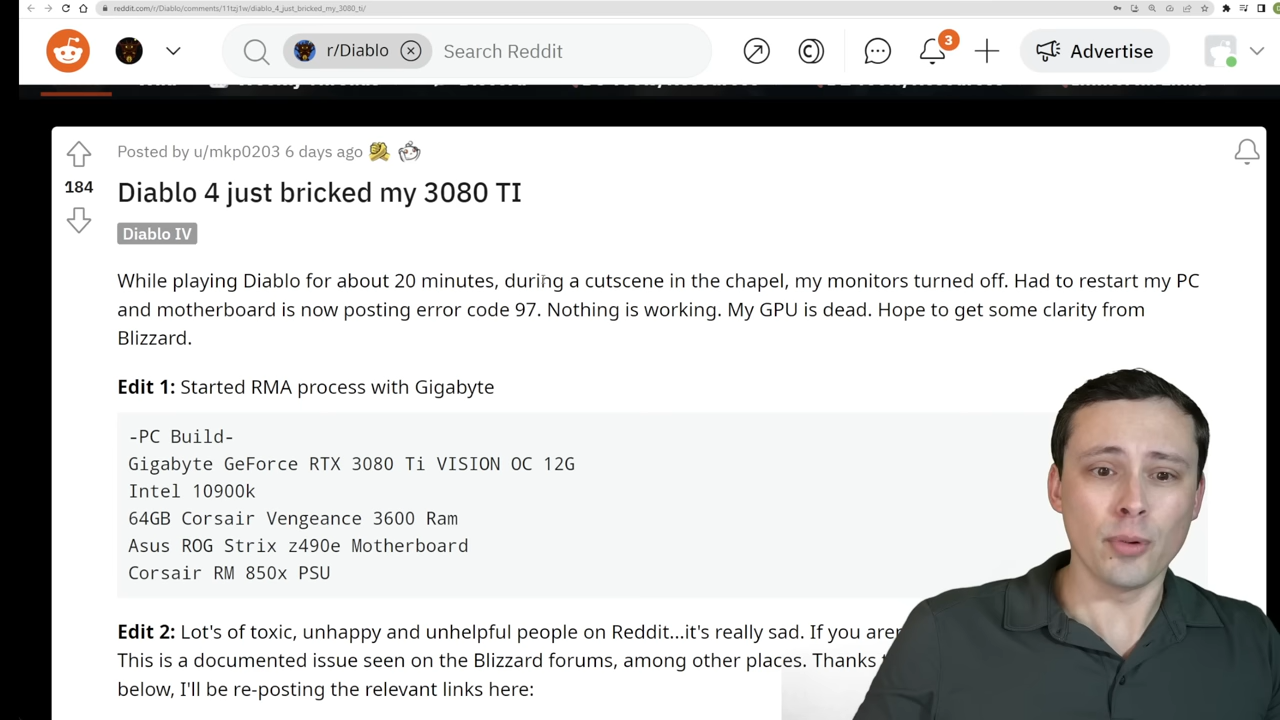 reddit.com/r/Diablo/comments/11tzj1w/diablo_4_just_bricked_my_3080_ti/
r/Diablo
Search Reddit
3
Advertise
184
Posted by u/mkp0203 6 days ago
Diablo 4 just bricked my 3080 TI
Diablo IV
While playing Diablo for about 20 minutes, during a cutscene in the chapel, my monitors turned off. Had to restart my PC
and motherboard is now posting error code 97. Nothing is working. My GPU is dead. Hope to get some clarity from
Blizzard.
Edit 1: Started RMA process with Gigabyte
-PC Build-
Gigabyte GeForce RTX 3080 Ti VISION OC 12G
Intel 10900k
64GB Corsair Vengeance 3600 Ram
Asus ROG Strix z490e Motherboard
Corsair RM 850x PSU
Edit 2: Lot's of toxic, unhappy and unhelpful people on Reddit...it's really sad. If you
This is a documented issue seen on the Blizzard forums, among other places. Thanks
below, I'll be re-posting the relevant links here: